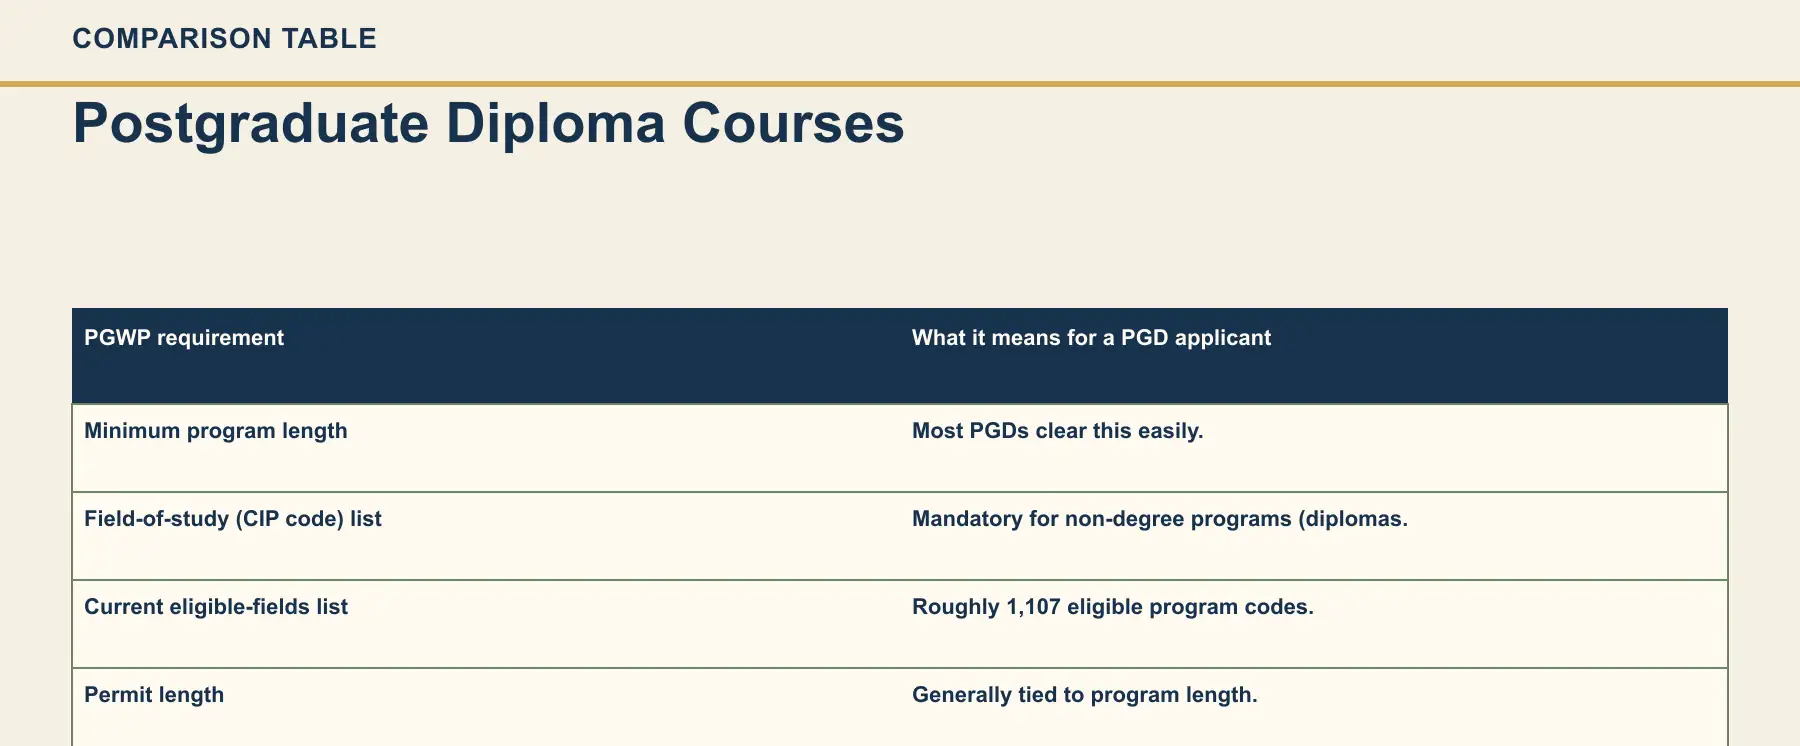 COMPARISON TABLE
Postgraduate Diploma Courses
PGWP requirement What it means for a PGD applicant
Minimum program length Most PGDs clear this easily.
Field-of-study (CIP code) list Mandatory for non-degree programs (diplomas.
Current eligible-fields list Roughly 1,107 eligible program codes.
Permit length Generally tied to program length.